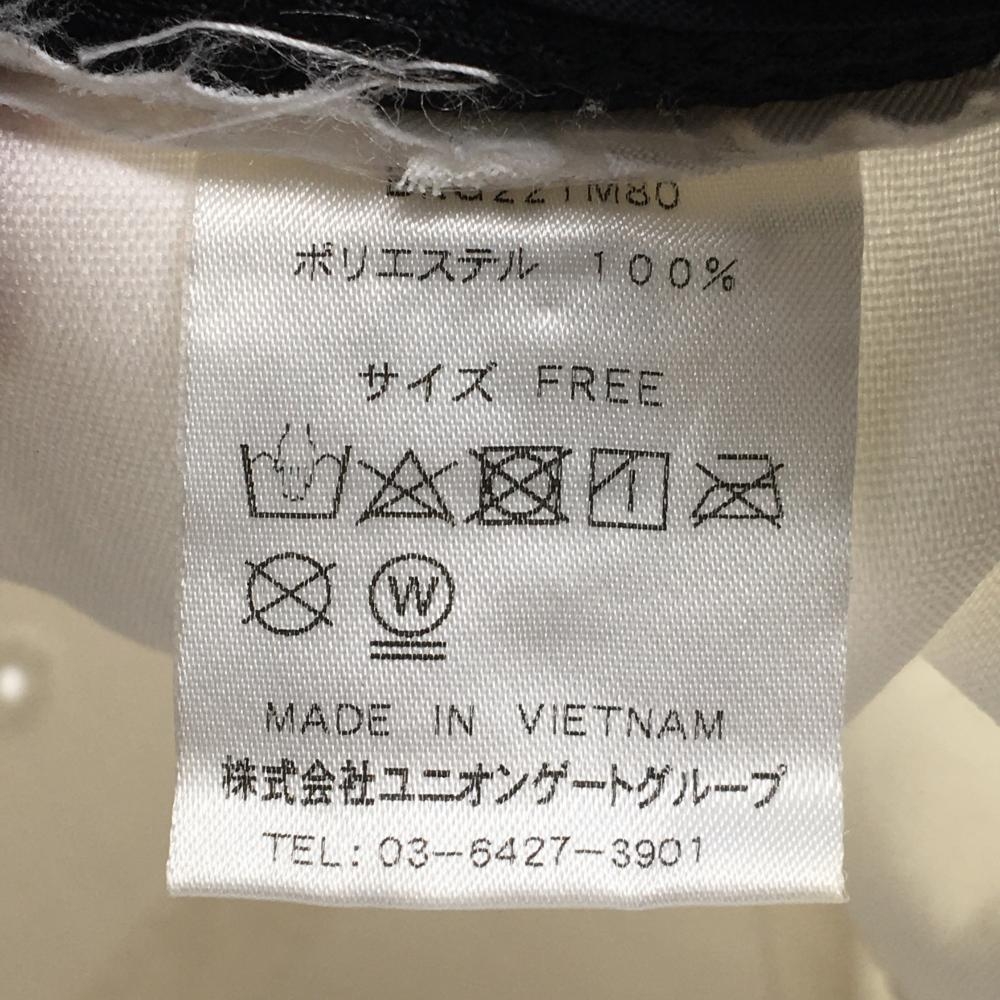 ポリエステル 100%
サイズ FREE
W
MADE IN VIETNAM
株式会社ユニオンゲートグループ
TEL: 03-6427-3901